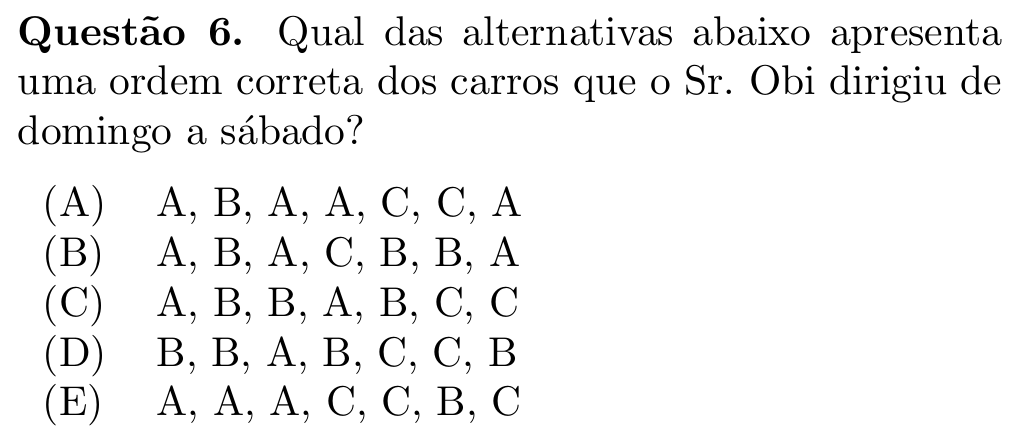 Questão 6. Qual das alternativas abaixo apresenta
uma ordem correta dos carros que o Sr. Obi dirigiu de
domingo a sábado?
(A) A, B, A, A, C, C, A
(B) A, B, A, C, B, B, A
(C) A, B, B, A, B, C, C
(D) B, B, A, B, C, C, B
(E) A, A, A, C, C, B, C